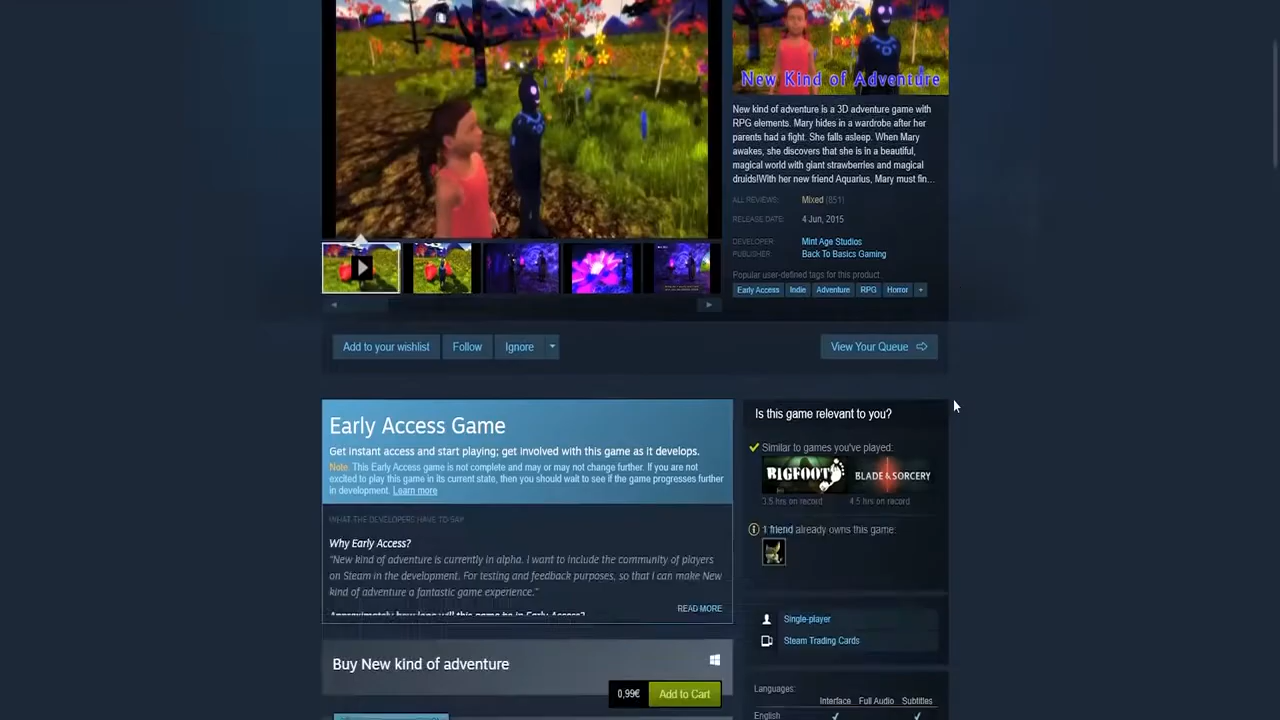 New Kind of Adventure
New kind of adventure is a 3D adventure game with
RPG elements. Mary hides in a wardrobe after her
parents had a fight. She falls asleep. When Mary
awakes, she discovers that she is in a beautiful,
magical world with giant strawberries and magical
druids!With her new friend Aquarius, Mary must fin...
ALL REVIEWS: Mixed (851)
RELEASE DATE: 4 Jun, 2015
DEVELOPER: Mint Age Studios
PUBLISHER: Back To Basics Gaming
Popular user-defined tags for this product:
Early Access Indie Adventure RPG Horror +
Add to your wishlist Follow Ignore View Your Queue
Early Access Game
Get instant access and start playing; get involved with this game as it develops.
Note: This Early Access game is not complete and may or may not change further. If you are
not excited to play this game in its current state, then you should wait to see if the game progresses further
in development. Learn more
WHAT THE DEVELOPERS HAVE TO SAY:
Why Early Access?
"New kind of adventure is currently in alpha. I want to include the community of players
on Steam in the development. For testing and feedback purposes, so that I can make New
kind of adventure a fantastic game experience."
Approximately how long will this game be in Early Access?
READ MORE
Is this game relevant to you?
Similar to games you've played:
BIGFOOT BLADE & SORCERY
3.5 hrs on record 4.5 hrs on record
1 friend already owns this game:
Single-player
Steam Trading Cards
Buy New kind of adventure
0,99€ Add to Cart
Languages:
Interface Full Audio Subtitles
English ✓ ✓